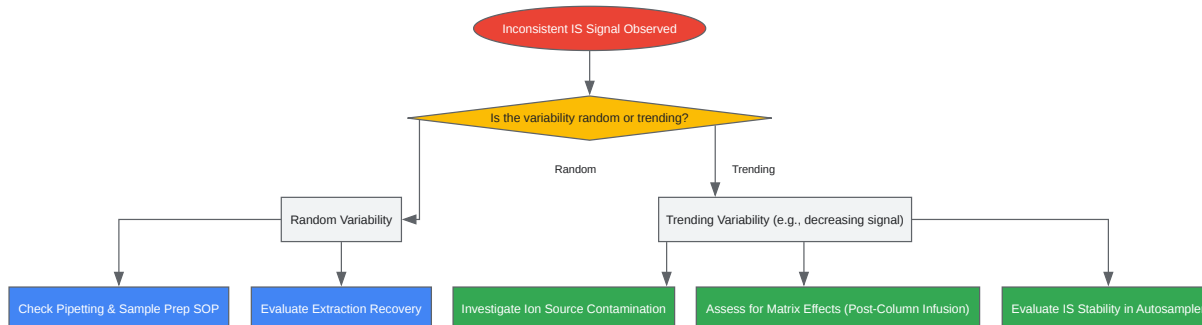 Inconsistent IS Signal Observed
Is the variability random or trending?
Random
Trending
Random Variability
Trending Variability (e.g., decreasing signal)
Check Pipetting & Sample Prep SOP
Evaluate Extraction Recovery
Investigate Ion Source Contamination
Assess for Matrix Effects (Post-Column Infusion)
Evaluate IS Stability in Autosampler